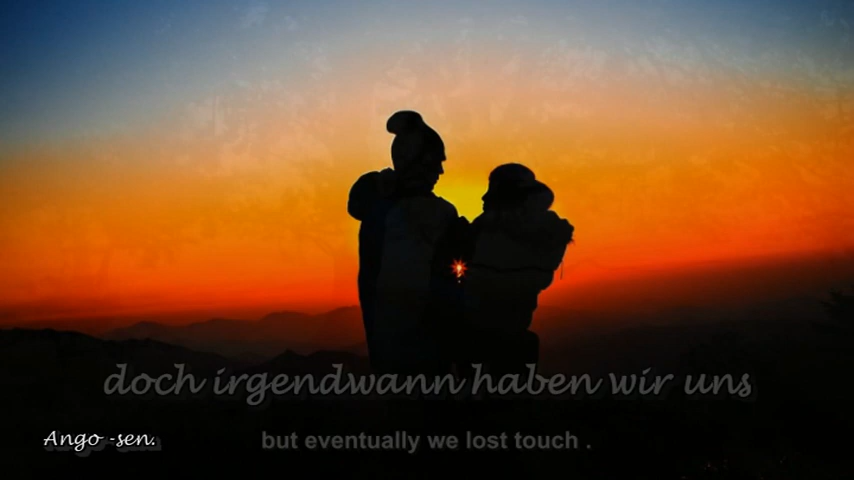 doch irgendwann haben wir uns
but eventually we lost touch .
Ango -sen.